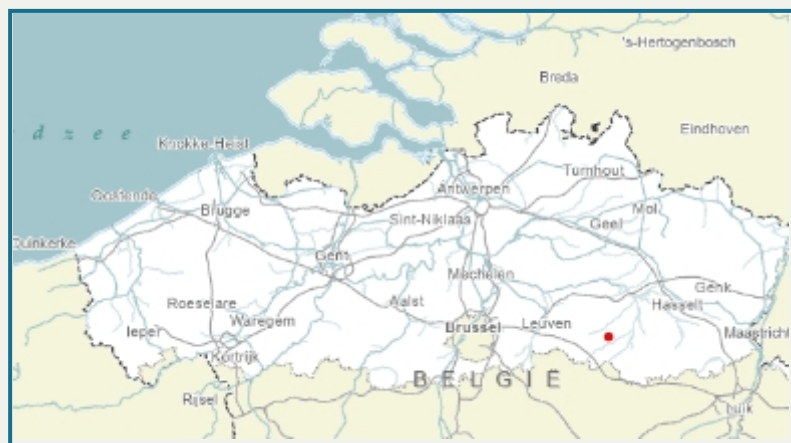 's-Hertogenbosch
Breda
dzee
Eindhoven
Knokke-Heist
Turnhout
Antwerpen
Oostende
Mol
Brugge
Sint-Niklaas
Geel
Duinkerke
Gent
Mechelen
Genk
Roeselare
Aalst
Hasselt
Waregem
Brussel
Leuven
Ieper
Maastricht
Kortrijk
BELGIË
Rijsel
Luik